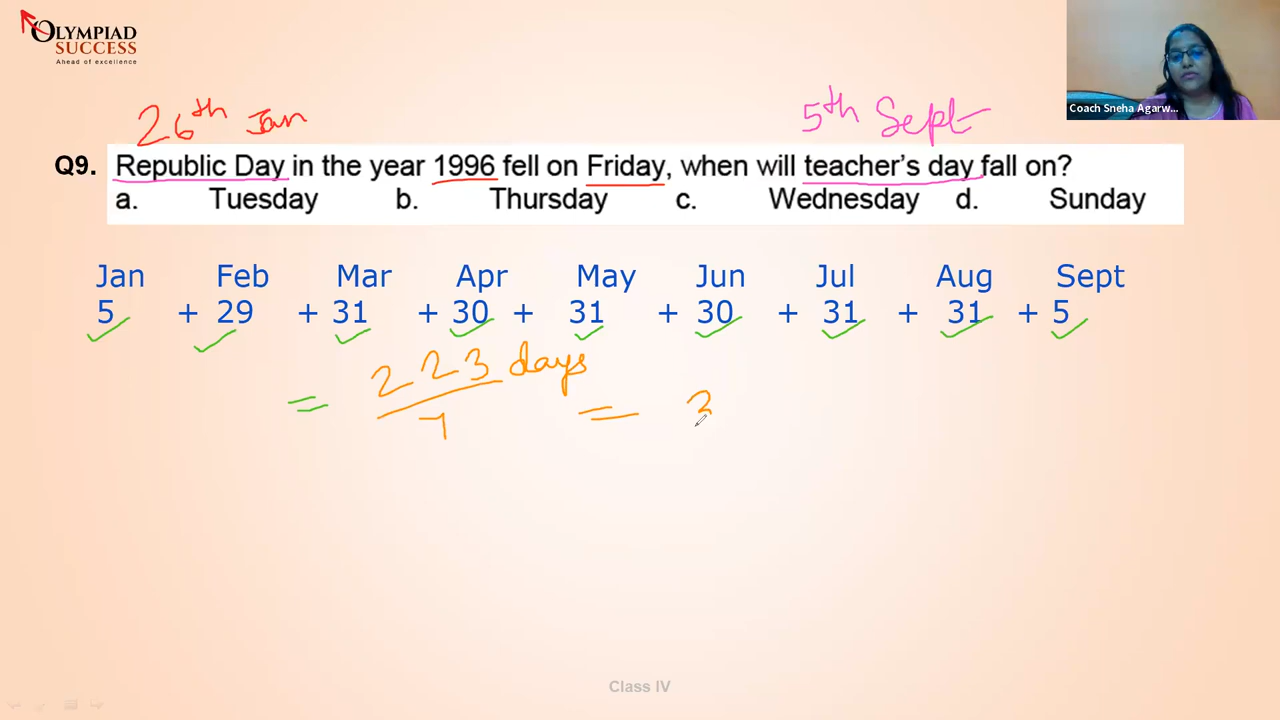 OLYMPIAD
SUCCESS
Ahead of excellence
Coach Sneha Agarw...
26th Jan
5th Sept
Q9. Republic Day in the year 1996 fell on Friday, when will teacher's day fall on?
a. Tuesday b. Thursday c. Wednesday d. Sunday
Jan Feb Mar Apr May Jun Jul Aug Sept
5 + 29 + 31 + 30 + 31 + 30 + 31 + 31 + 5
= 223 days
7 = 3
Class IV